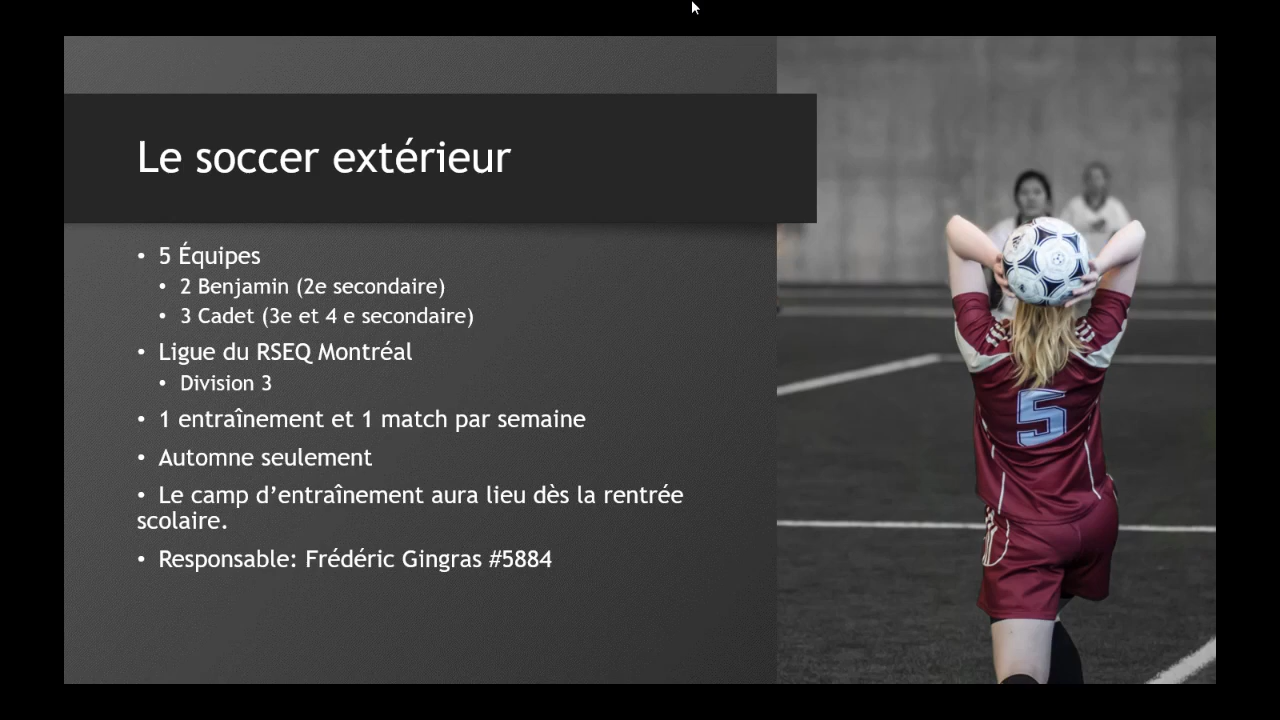 Le soccer extérieur
• 5 Équipes
• 2 Benjamin (2e secondaire)
• 3 Cadet (3e et 4 e secondaire)
• Ligue du RSEQ Montréal
• Division 3
• 1 entraînement et 1 match par semaine
• Automne seulement
• Le camp d’entraînement aura lieu dès la rentrée
scolaire.
• Responsable: Frédéric Gingras #5884
5